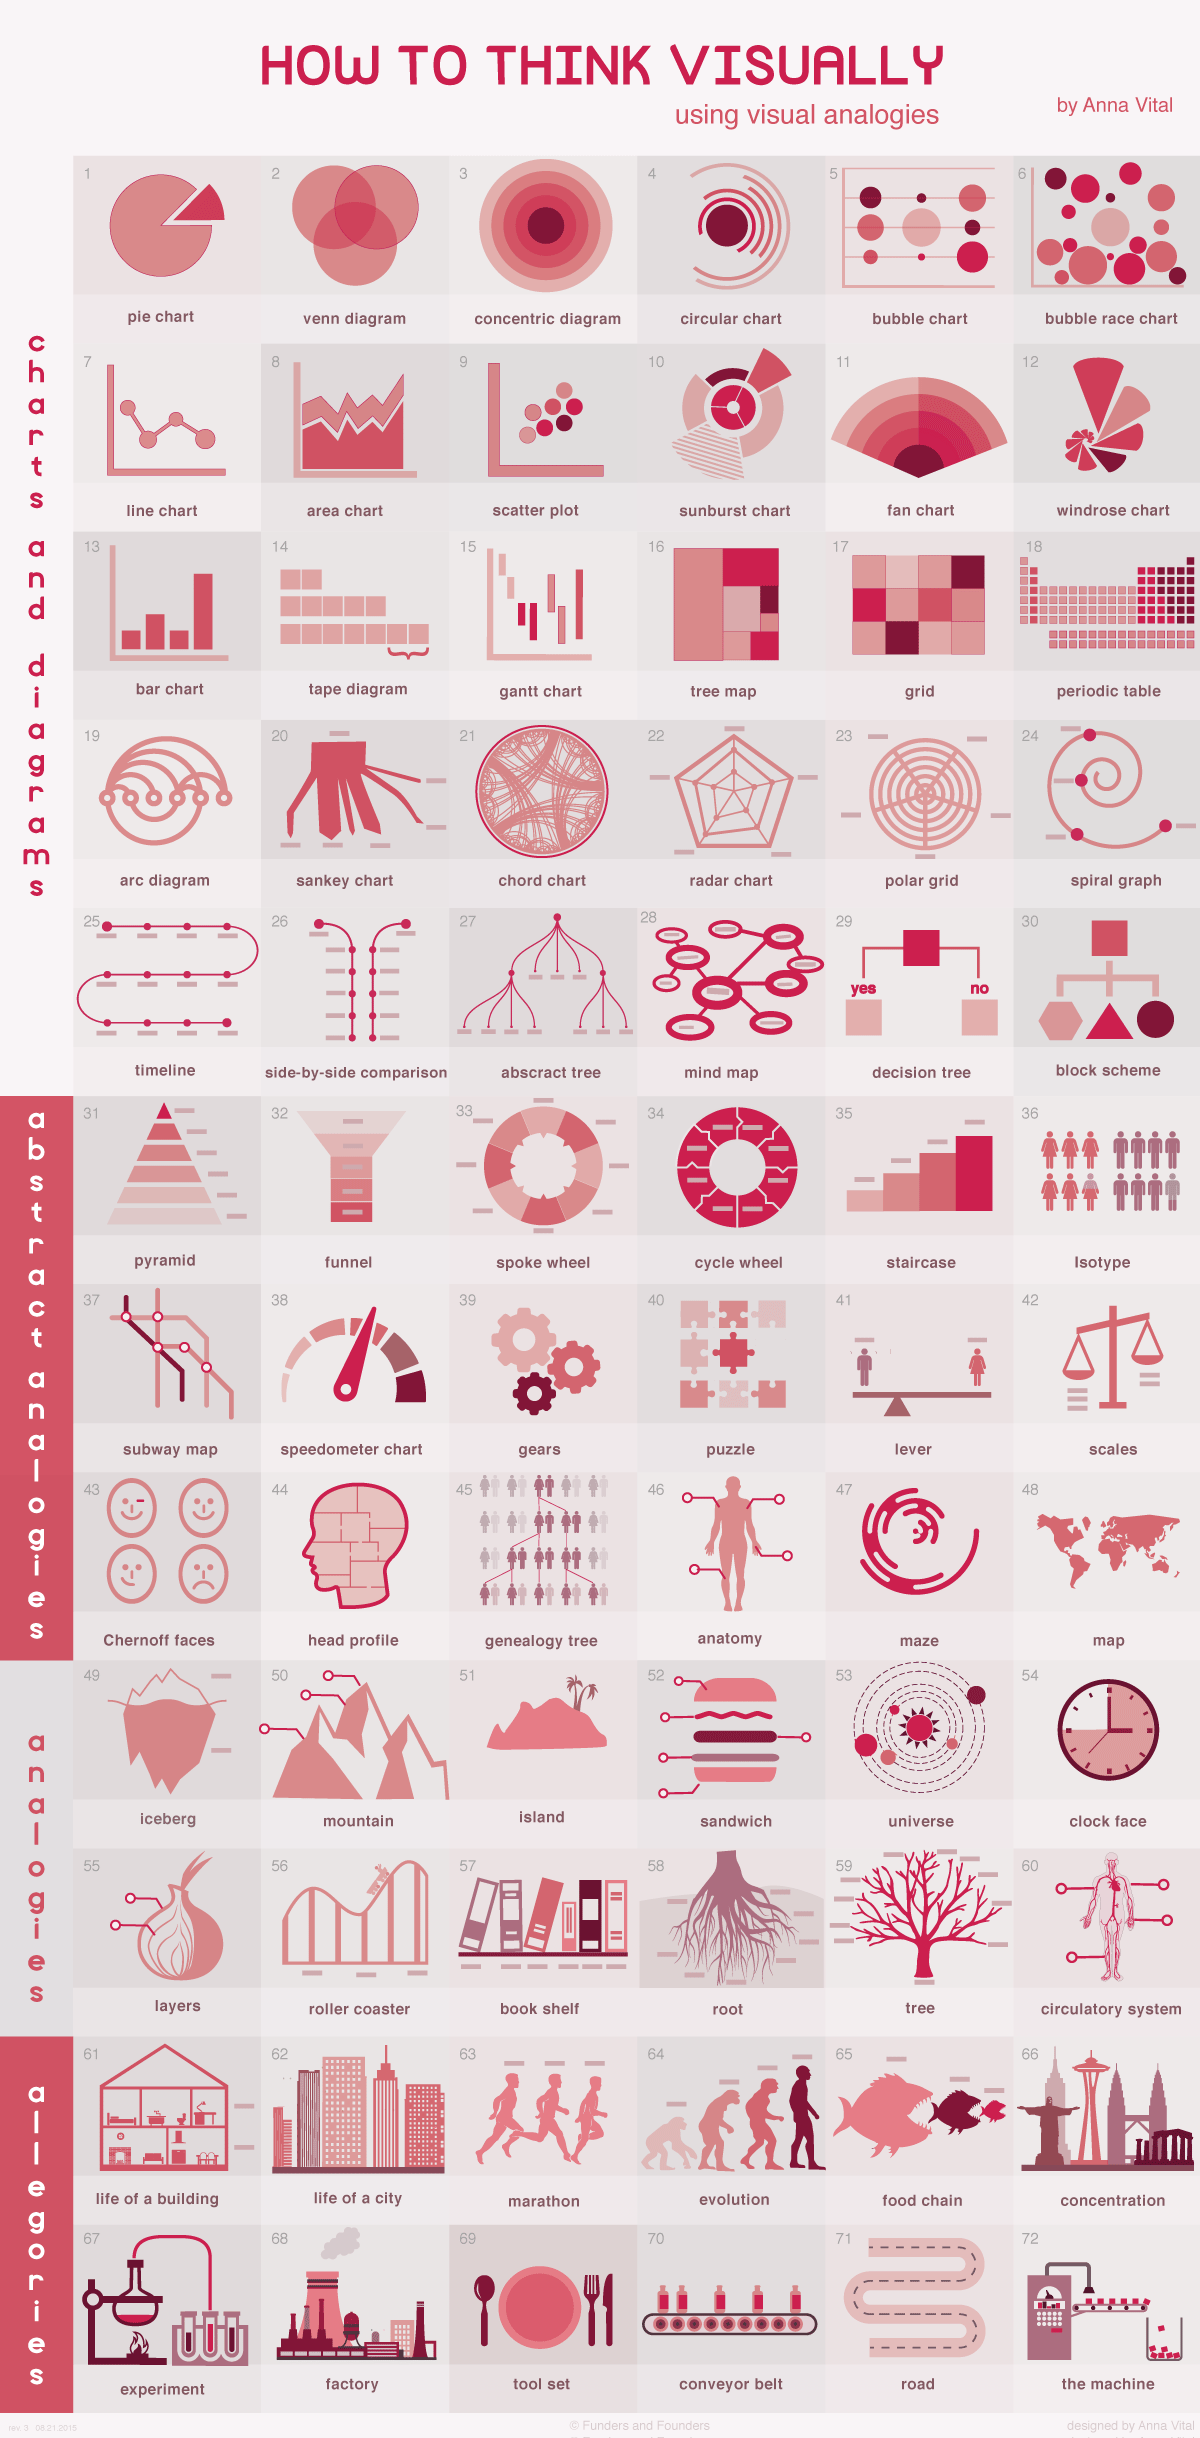 HOW TO THINK VISUALLY
using visual analogies
by Anna Vital
charts and diagrams
1
2
3
4
5
6
pie chart
venn diagram
concentric diagram
circular chart
bubble chart
bubble race chart
7
8
9
10
11
12
line chart
area chart
scatter plot
sunburst chart
fan chart
windrose chart
13
14
15
16
17
18
bar chart
tape diagram
gantt chart
tree map
grid
periodic table
19
20
21
22
23
24
arc diagram
sankey chart
chord chart
radar chart
polar grid
spiral graph
25
26
27
28
29
30
yes
no
timeline
side-by-side comparison
abscract tree
mind map
decision tree
block scheme
abstract analogies
31
32
33
34
35
36
pyramid
funnel
spoke wheel
cycle wheel
staircase
Isotype
37
38
39
40
41
42
subway map
speedometer chart
gears
puzzle
lever
scales
43
44
45
46
47
48
Chernoff faces
head profile
genealogy tree
anatomy
maze
map
analogies
49
50
51
52
53
54
iceberg
mountain
island
sandwich
universe
clock face
55
56
57
58
59
60
layers
roller coaster
book shelf
root
tree
circulatory system
allegories
61
62
63
64
65
66
life of a building
life of a city
marathon
evolution
food chain
concentration
67
68
69
70
71
72
experiment
factory
tool set
conveyor belt
road
the machine
rev. 3 08.21.2015
© Funders and Founders
designed by Anna Vital